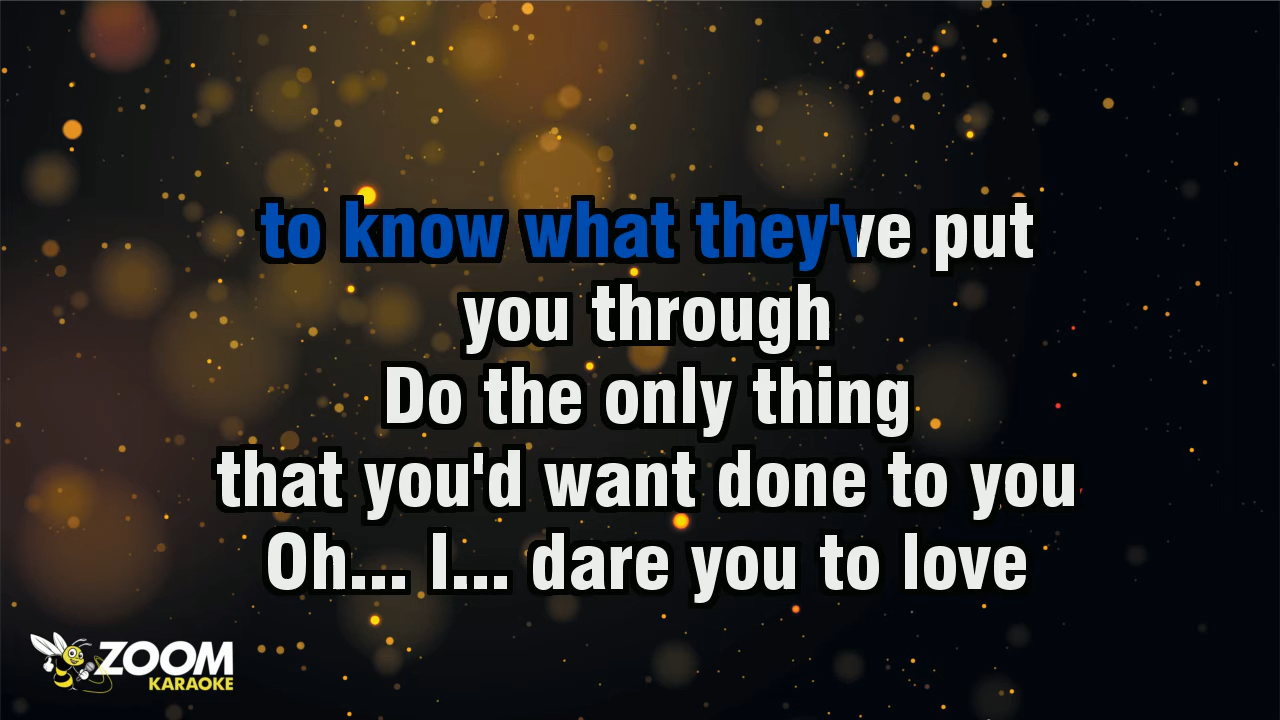 to know what they've put
you through
Do the only thing
that you'd want done to you
Oh... I... dare you to love
ZOOM
KARAOKE